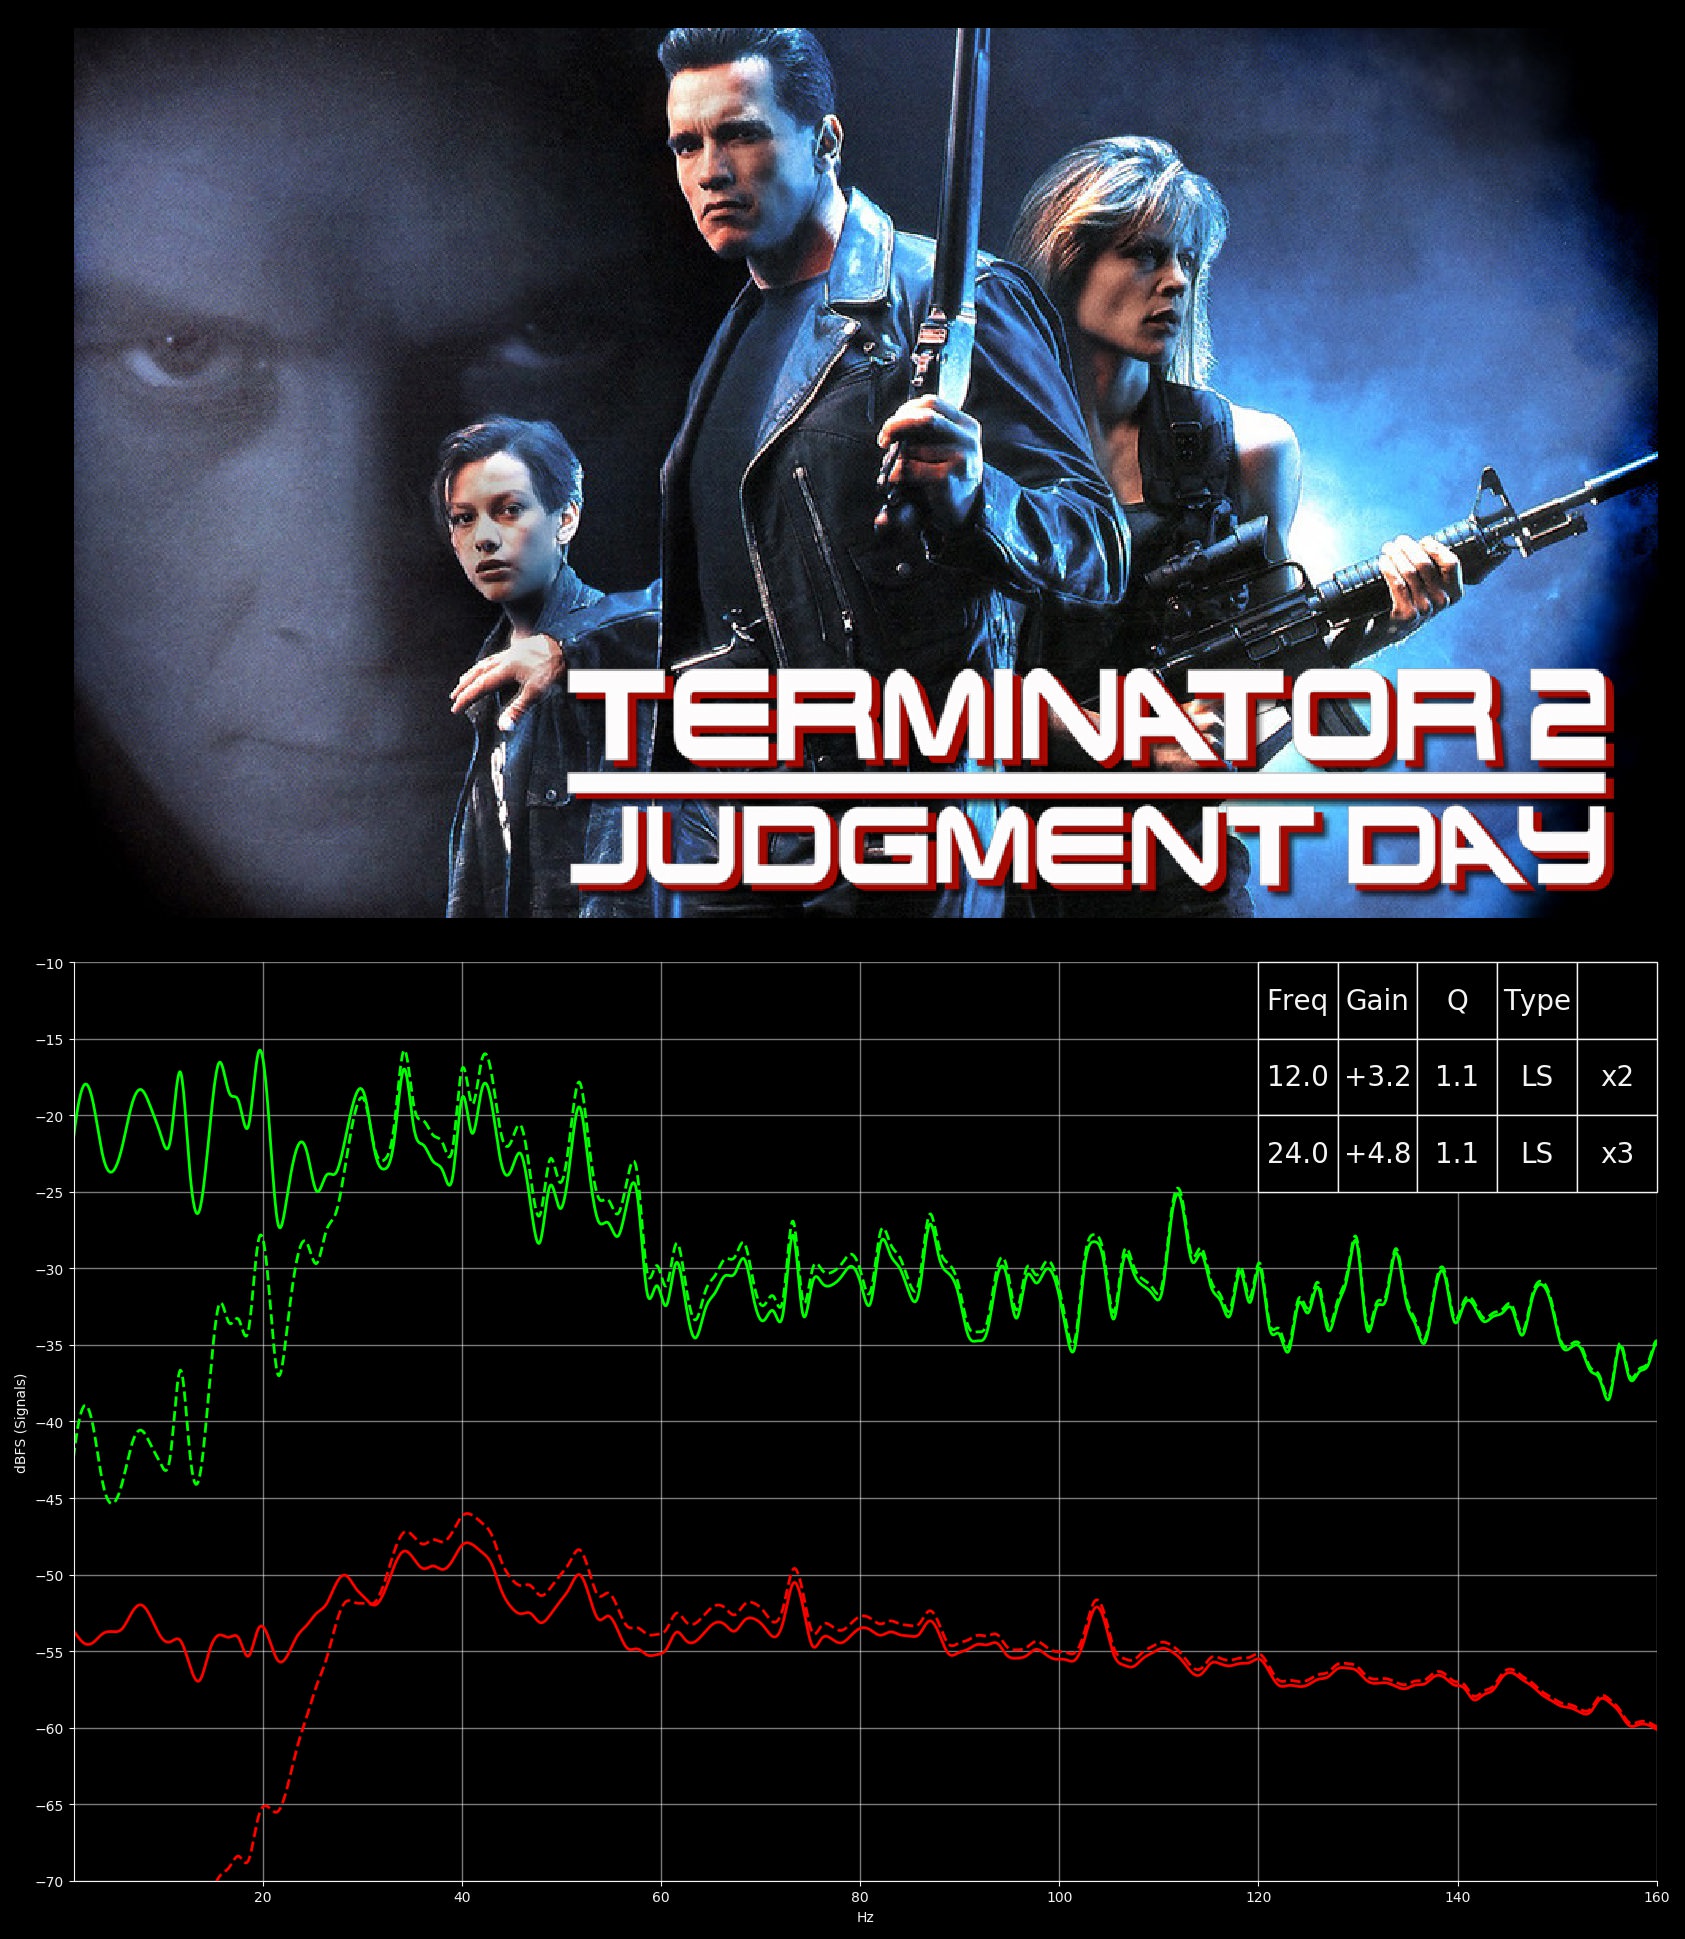 TERMINATOR 2
JUDGMENT DAY
Freq Gain Q Type
12.0 +3.2 1.1 LS x2
24.0 +4.8 1.1 LS x3
−10
−15
−20
−25
−30
−35
−40
−45
−50
−55
−60
−65
−70
dBFS (Signals)
20 40 60 80 100 120 140 160
Hz